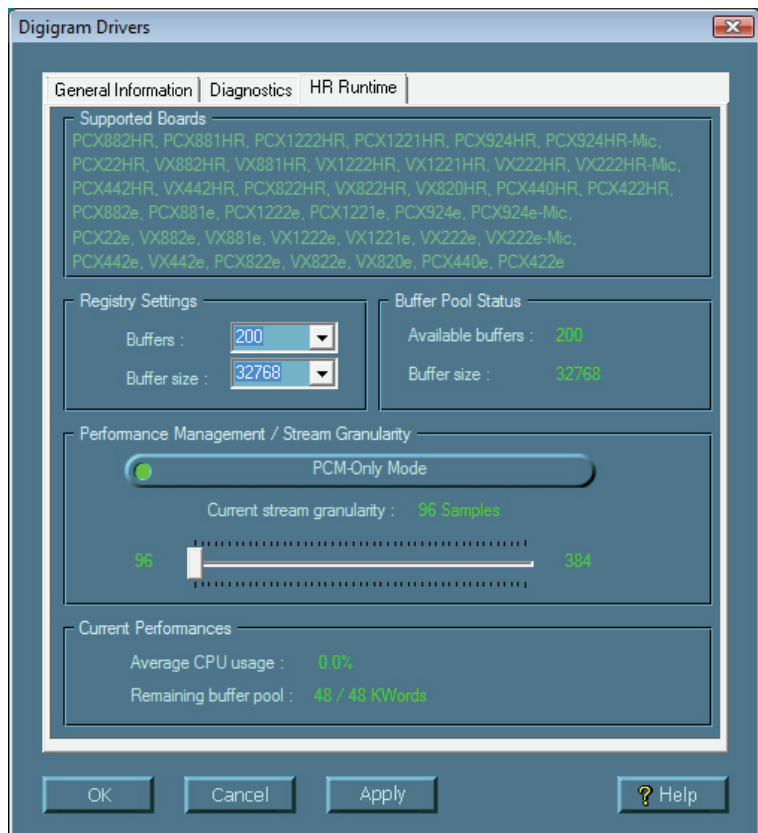 Digigram Drivers
General Information Diagnostics HR Runtime
Supported Boards
PCX882HR, PCX881HR, PCX1222HR, PCX1221HR, PCX924HR, PCX924HR-Mic,
PCX22HR, VX882HR, VX881HR, VX1222HR, VX1221HR, VX222HR, VX222HR-Mic,
PCX442HR, VX442HR, PCX822HR, VX822HR, VX820HR, PCX440HR, PCX422HR,
PCX882e, PCX881e, PCX1222e, PCX1221e, PCX924e, PCX924e-Mic,
PCX22e, VX882e, VX881e, VX1222e, VX1221e, VX222e, VX222e-Mic,
PCX442e, VX442e, PCX822e, VX822e, VX820e, PCX440e, PCX422e
Registry Settings
Buffers : 200
Buffer size : 32768
Buffer Pool Status
Available buffers : 200
Buffer size : 32768
Performance Management / Stream Granularity
PCM-Only Mode
Current stream granularity : 96 Samples
96 384
Current Performances
Average CPU usage : 0.0%
Remaining buffer pool : 48 / 48 KWords
OK Cancel Apply ? Help